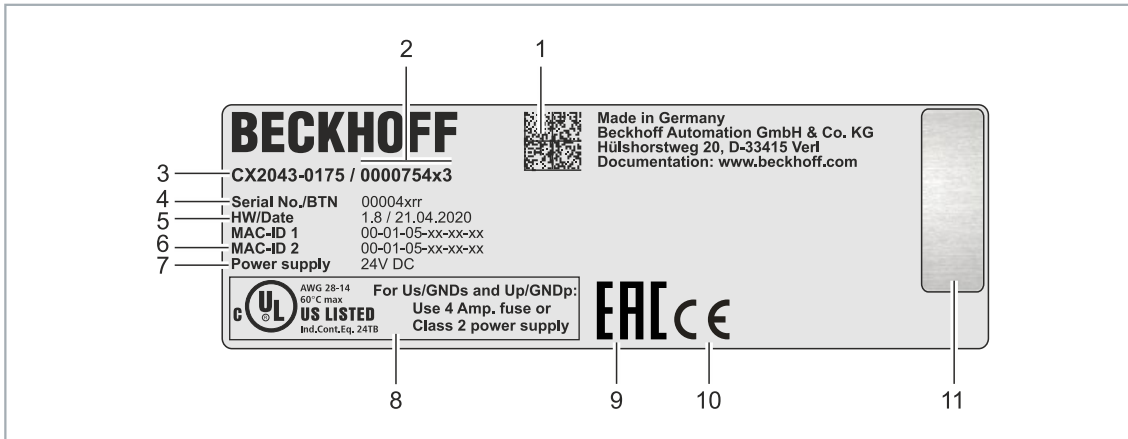 2
1
BECKHOFF
Made in Germany
Beckhoff Automation GmbH & Co. KG
Hülshorstweg 20, D-33415 Verl
Documentation: www.beckhoff.com
3
CX2043-0175 / 0000754x3
4
Serial No./BTN 00004xrr
5
HW/Date 1.8 / 21.04.2020
MAC-ID 1 00-01-05-xx-xx-xx
6
MAC-ID 2 00-01-05-xx-xx-xx
7
Power supply 24V DC
C UL ®
AWG 28-14
60°C max
US LISTED
Ind.Cont.Eq. 24TB
For Us/GNDs and Up/GNDp:
Use 4 Amp. fuse or
Class 2 power supply
EAC CE
8
9
10
11